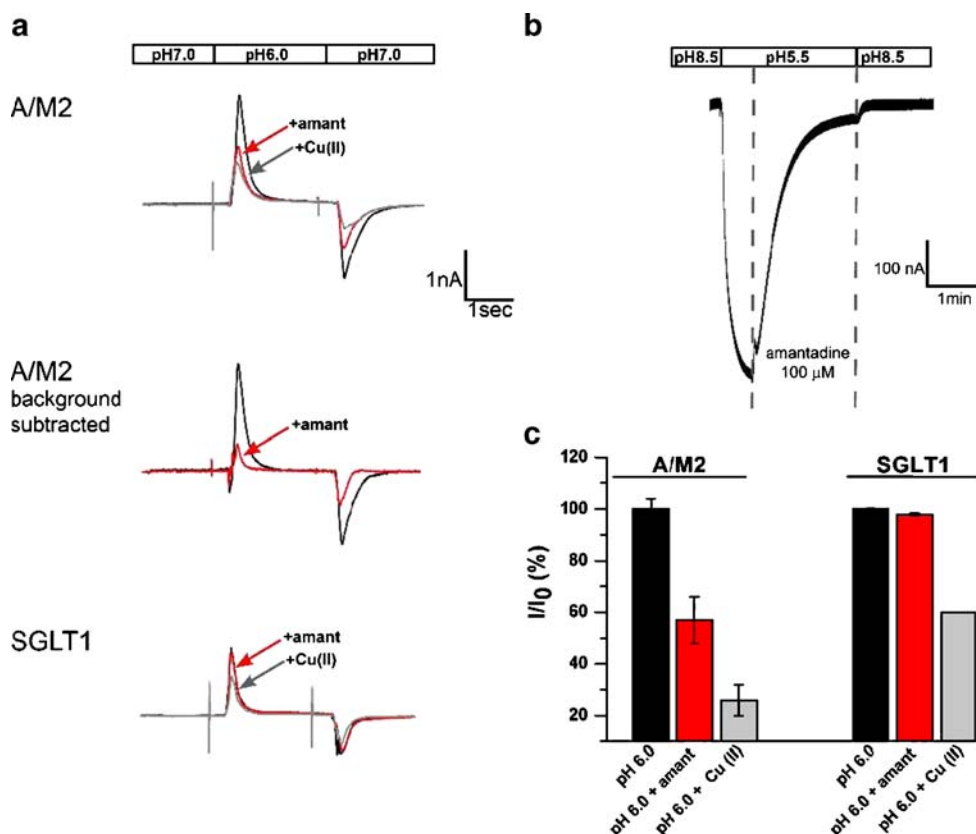 a
pH7.0 pH6.0 pH7.0
A/M2
+amant
+Cu(II)
1nA
1sec
A/M2
background
subtracted
+amant
SGLT1
+amant
+Cu(II)
b
pH8.5 pH5.5 pH8.5
100 nA
1min
amantadine
100 μM
c
A/M2 SGLT1
I/I0 (%)
120
100
80
60
40
20
pH 6.0
pH 6.0 + amant
pH 6.0 + Cu (II)
pH 6.0
pH 6.0 + amant
pH 6.0 + Cu (II)